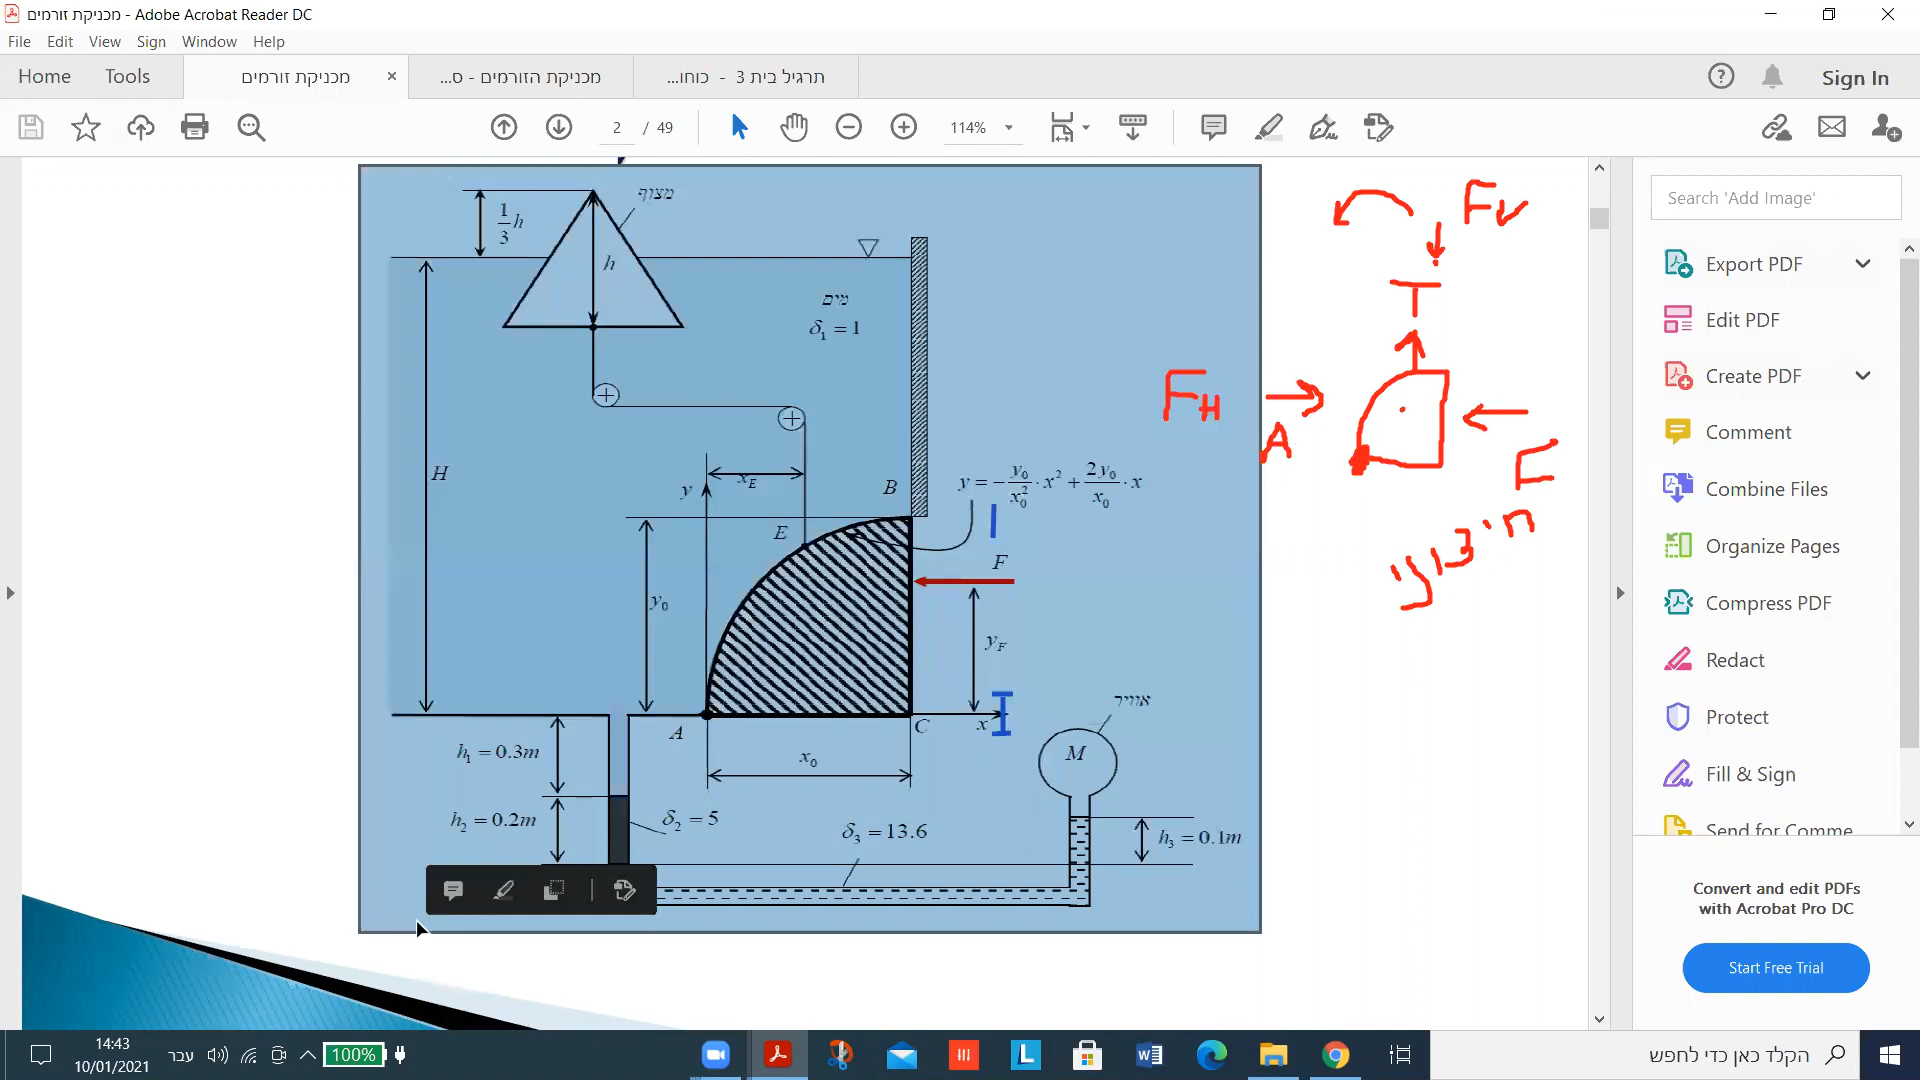 מכניקת זורמים - Adobe Acrobat Reader DC
File Edit View Sign Window Help
Home Tools מכניקת זורמים × מכניקת הזורמים - ס... תרגיל בית 3 - כוחו... Sign In
2 / 49 114%
Search 'Add Image'
Export PDF
Edit PDF
Create PDF
Comment
Combine Files
Organize Pages
Compress PDF
Redact
Protect
Fill & Sign
Send for Comme
Convert and edit PDFs
with Acrobat Pro DC
Start Free Trial
1/3 h
מצוף
h
מים
δ₁ = 1
H
x_E
y
B
y = -y₀/x₀² · x² + 2y₀/x₀ · x
E
F
y₀
y_F
A
C
x
x₀
אוויר
M
h₁ = 0.3m
h₂ = 0.2m
δ₂ = 5
δ₃ = 13.6
h₃ = 0.1m
F_V
T
F_H
A
F
14:43
10/01/2021
עבר
100%
הקלד כאן כדי לחפש